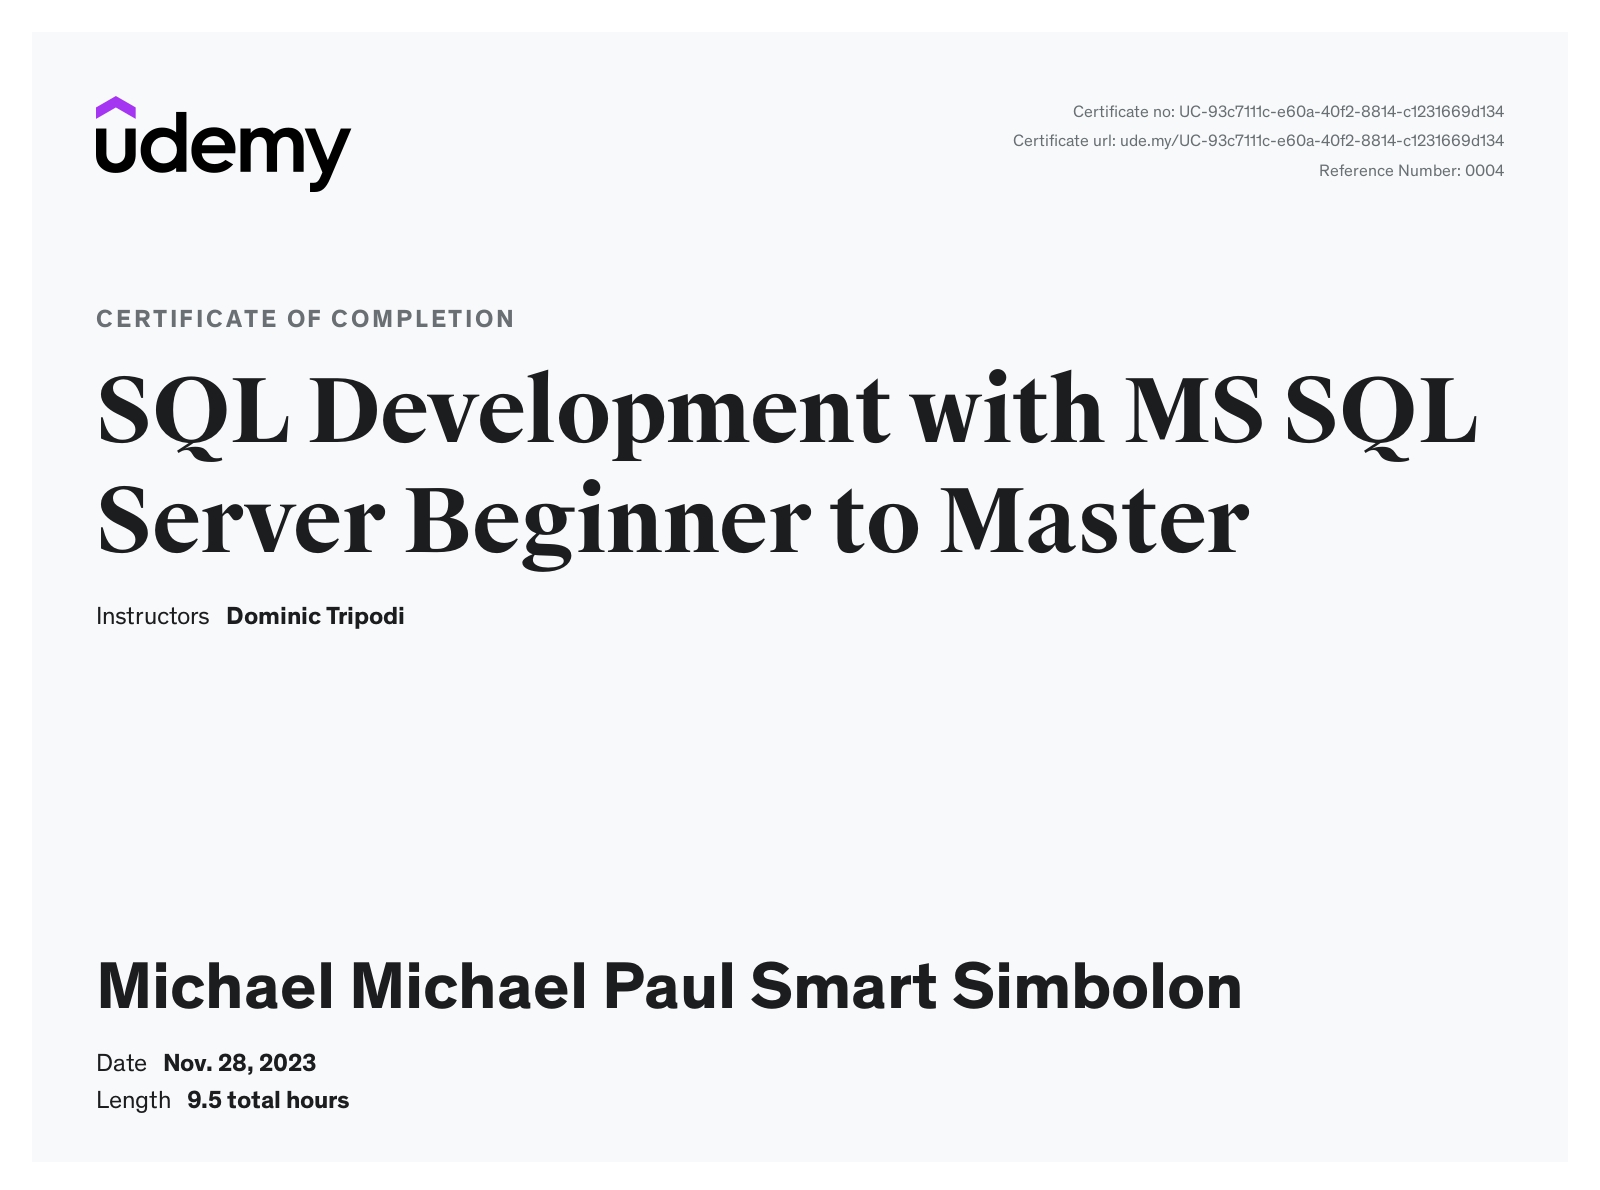 udemy
Certificate no: UC-93c7111c-e60a-40f2-8814-c1231669d134
Certificate url: ude.my/UC-93c7111c-e60a-40f2-8814-c1231669d134
Reference Number: 0004
CERTIFICATE OF COMPLETION
SQL Development with MS SQL
Server Beginner to Master
Instructors Dominic Tripodi
Michael Michael Paul Smart Simbolon
Date Nov. 28, 2023
Length 9.5 total hours